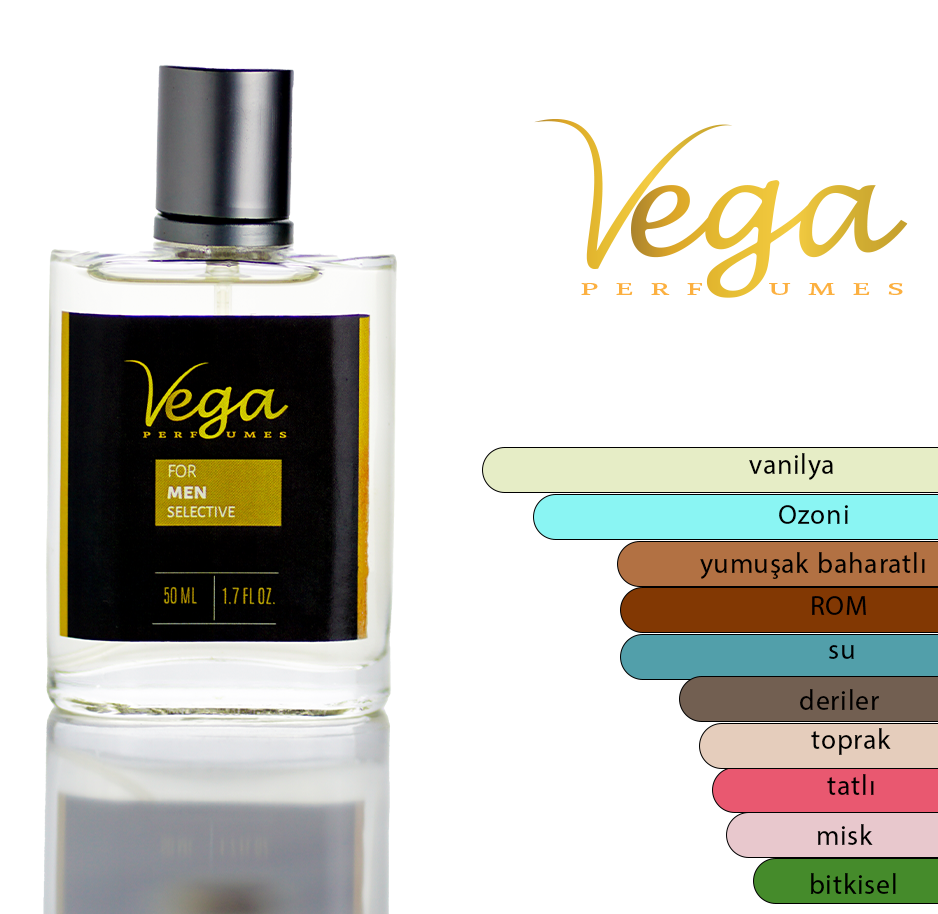 Vega
PERFUMES
FOR
MEN
SELECTIVE
50 ML 1.7 FL OZ.
Vega
PERFUMES
vanilya
Ozoni
yumuşak baharatlı
ROM
su
deriler
toprak
tatlı
misk
bitkisel